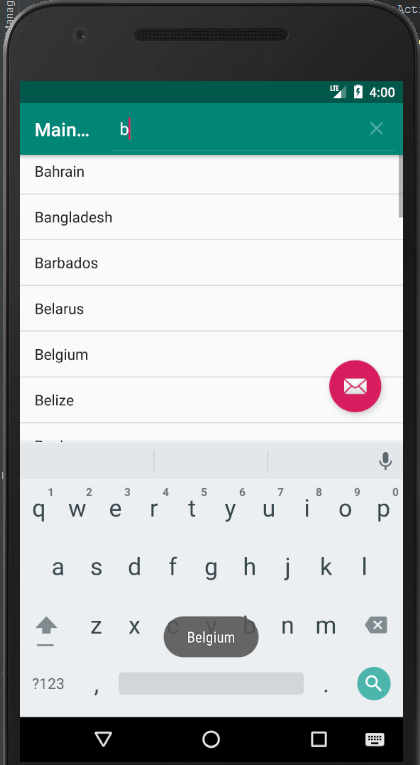 LTE 4:00
Main... b
Bahrain
Bangladesh
Barbados
Belarus
Belgium
Belize
1 2 3 4 5 6 7 8 9 0
q w e r t y u i o p
a s d f g h j k l
z x c v b n m
Belgium
?123 , .